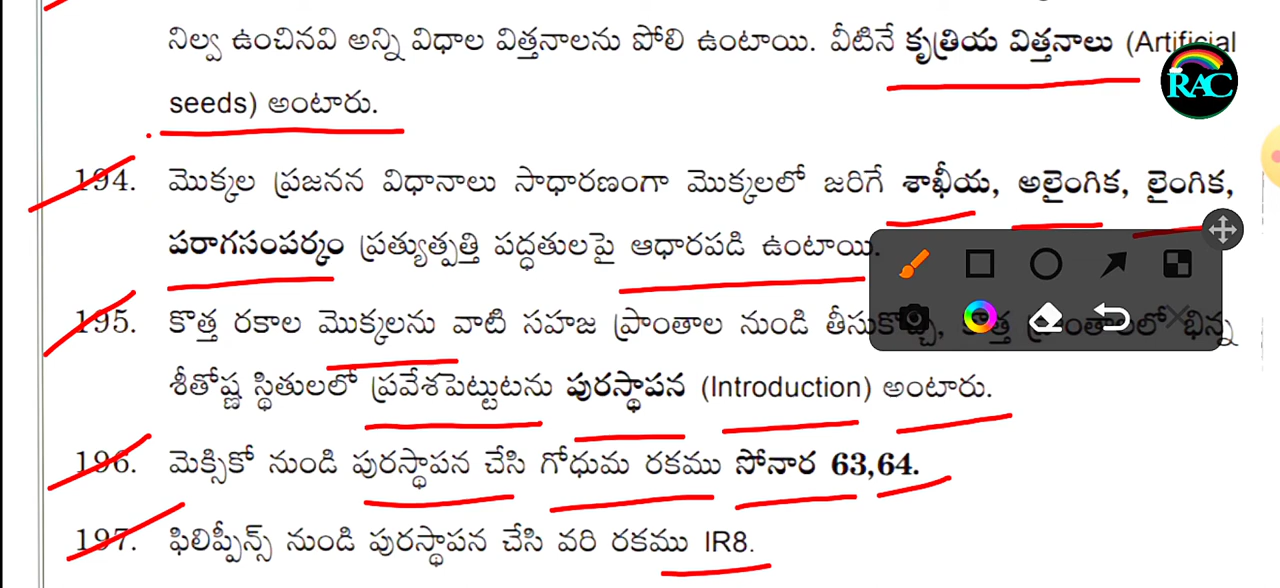 నిల్వ ఉంచినవి అన్ని విధాల విత్తనాలను పోలి ఉంటాయి. వీటినే కృత్రియ విత్తనాలు (Artificial
RAC
seeds) అంటారు.
194. మొక్కల ప్రజనన విధానాలు సాధారణంగా మొక్కలలో జరిగే శాఖీయ, అలైంగిక, లైంగిక,
పరాగసంపర్కం ప్రత్యుత్పత్తి పద్ధతులపై ఆధారపడి ఉంటాయి.
195. కొత్త రకాల మొక్కలను వాటి సహజ ప్రాంతాల నుండి తీసుకొచ్చి, కొత్త ప్రాంతాలలో భిన్న
శీతోష్ణ స్థితులలో ప్రవేశపెట్టుటను పురస్థాపన (Introduction) అంటారు.
196. మెక్సికో నుండి పురస్థాపన చేసి గోధుమ రకము సోనార 63,64.
197. ఫిలిప్పీన్స్ నుండి పురస్థాపన చేసి వరి రకము IR8.